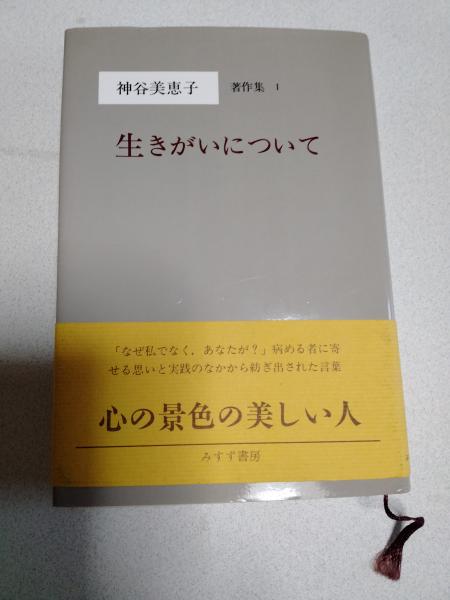 神谷美恵子 著作集 1
生きがいについて
「なぜ私でなく，あなたが？」病める者に寄
せる思いと実践のなかから紡ぎ出された言葉
心の景色の美しい人
みすず書房